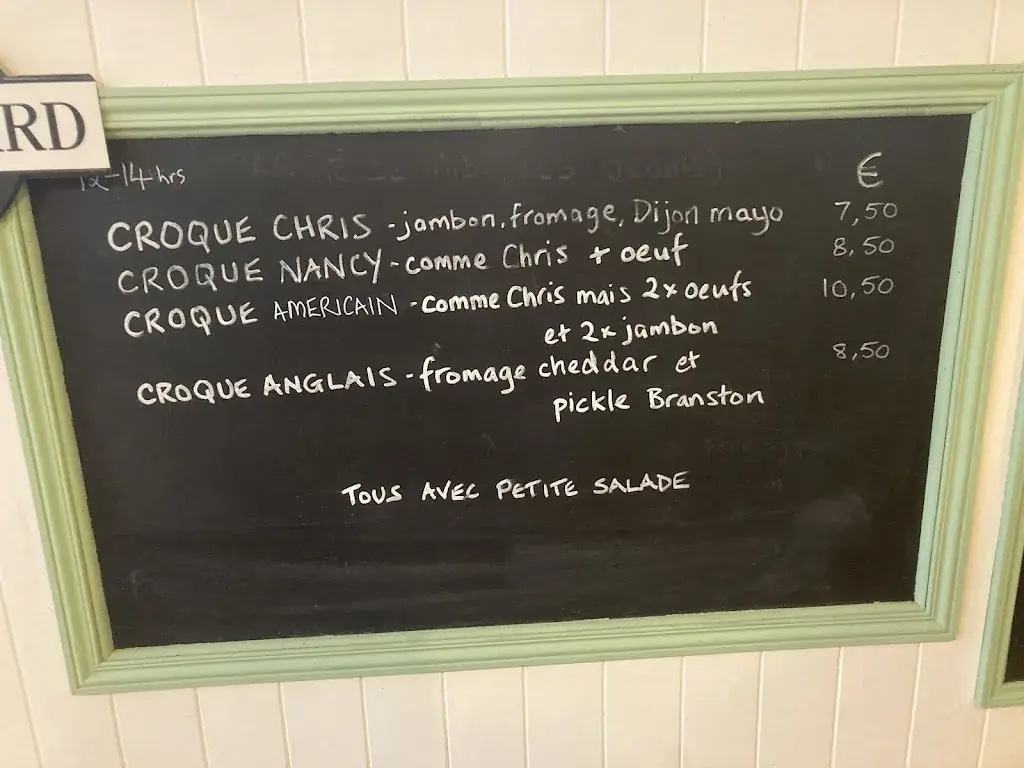 RD
12-14 hrs
€
CROQUE CHRIS - jambon, fromage, Dijon mayo 7,50
CROQUE NANCY - comme Chris + oeuf 8,50
CROQUE AMERICAIN - comme Chris mais 2x oeufs 10,50
et 2x jambon
CROQUE ANGLAIS - fromage cheddar et 8,50
pickle Branston
TOUS AVEC PETITE SALADE